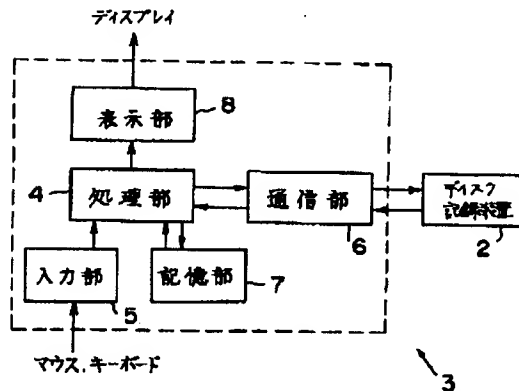 ディスプレイ
表示部
8
4
処理部
通信部
ディスク
記録装置
2
6
入力部
5
記憶部
7
マウス、キーボード
3